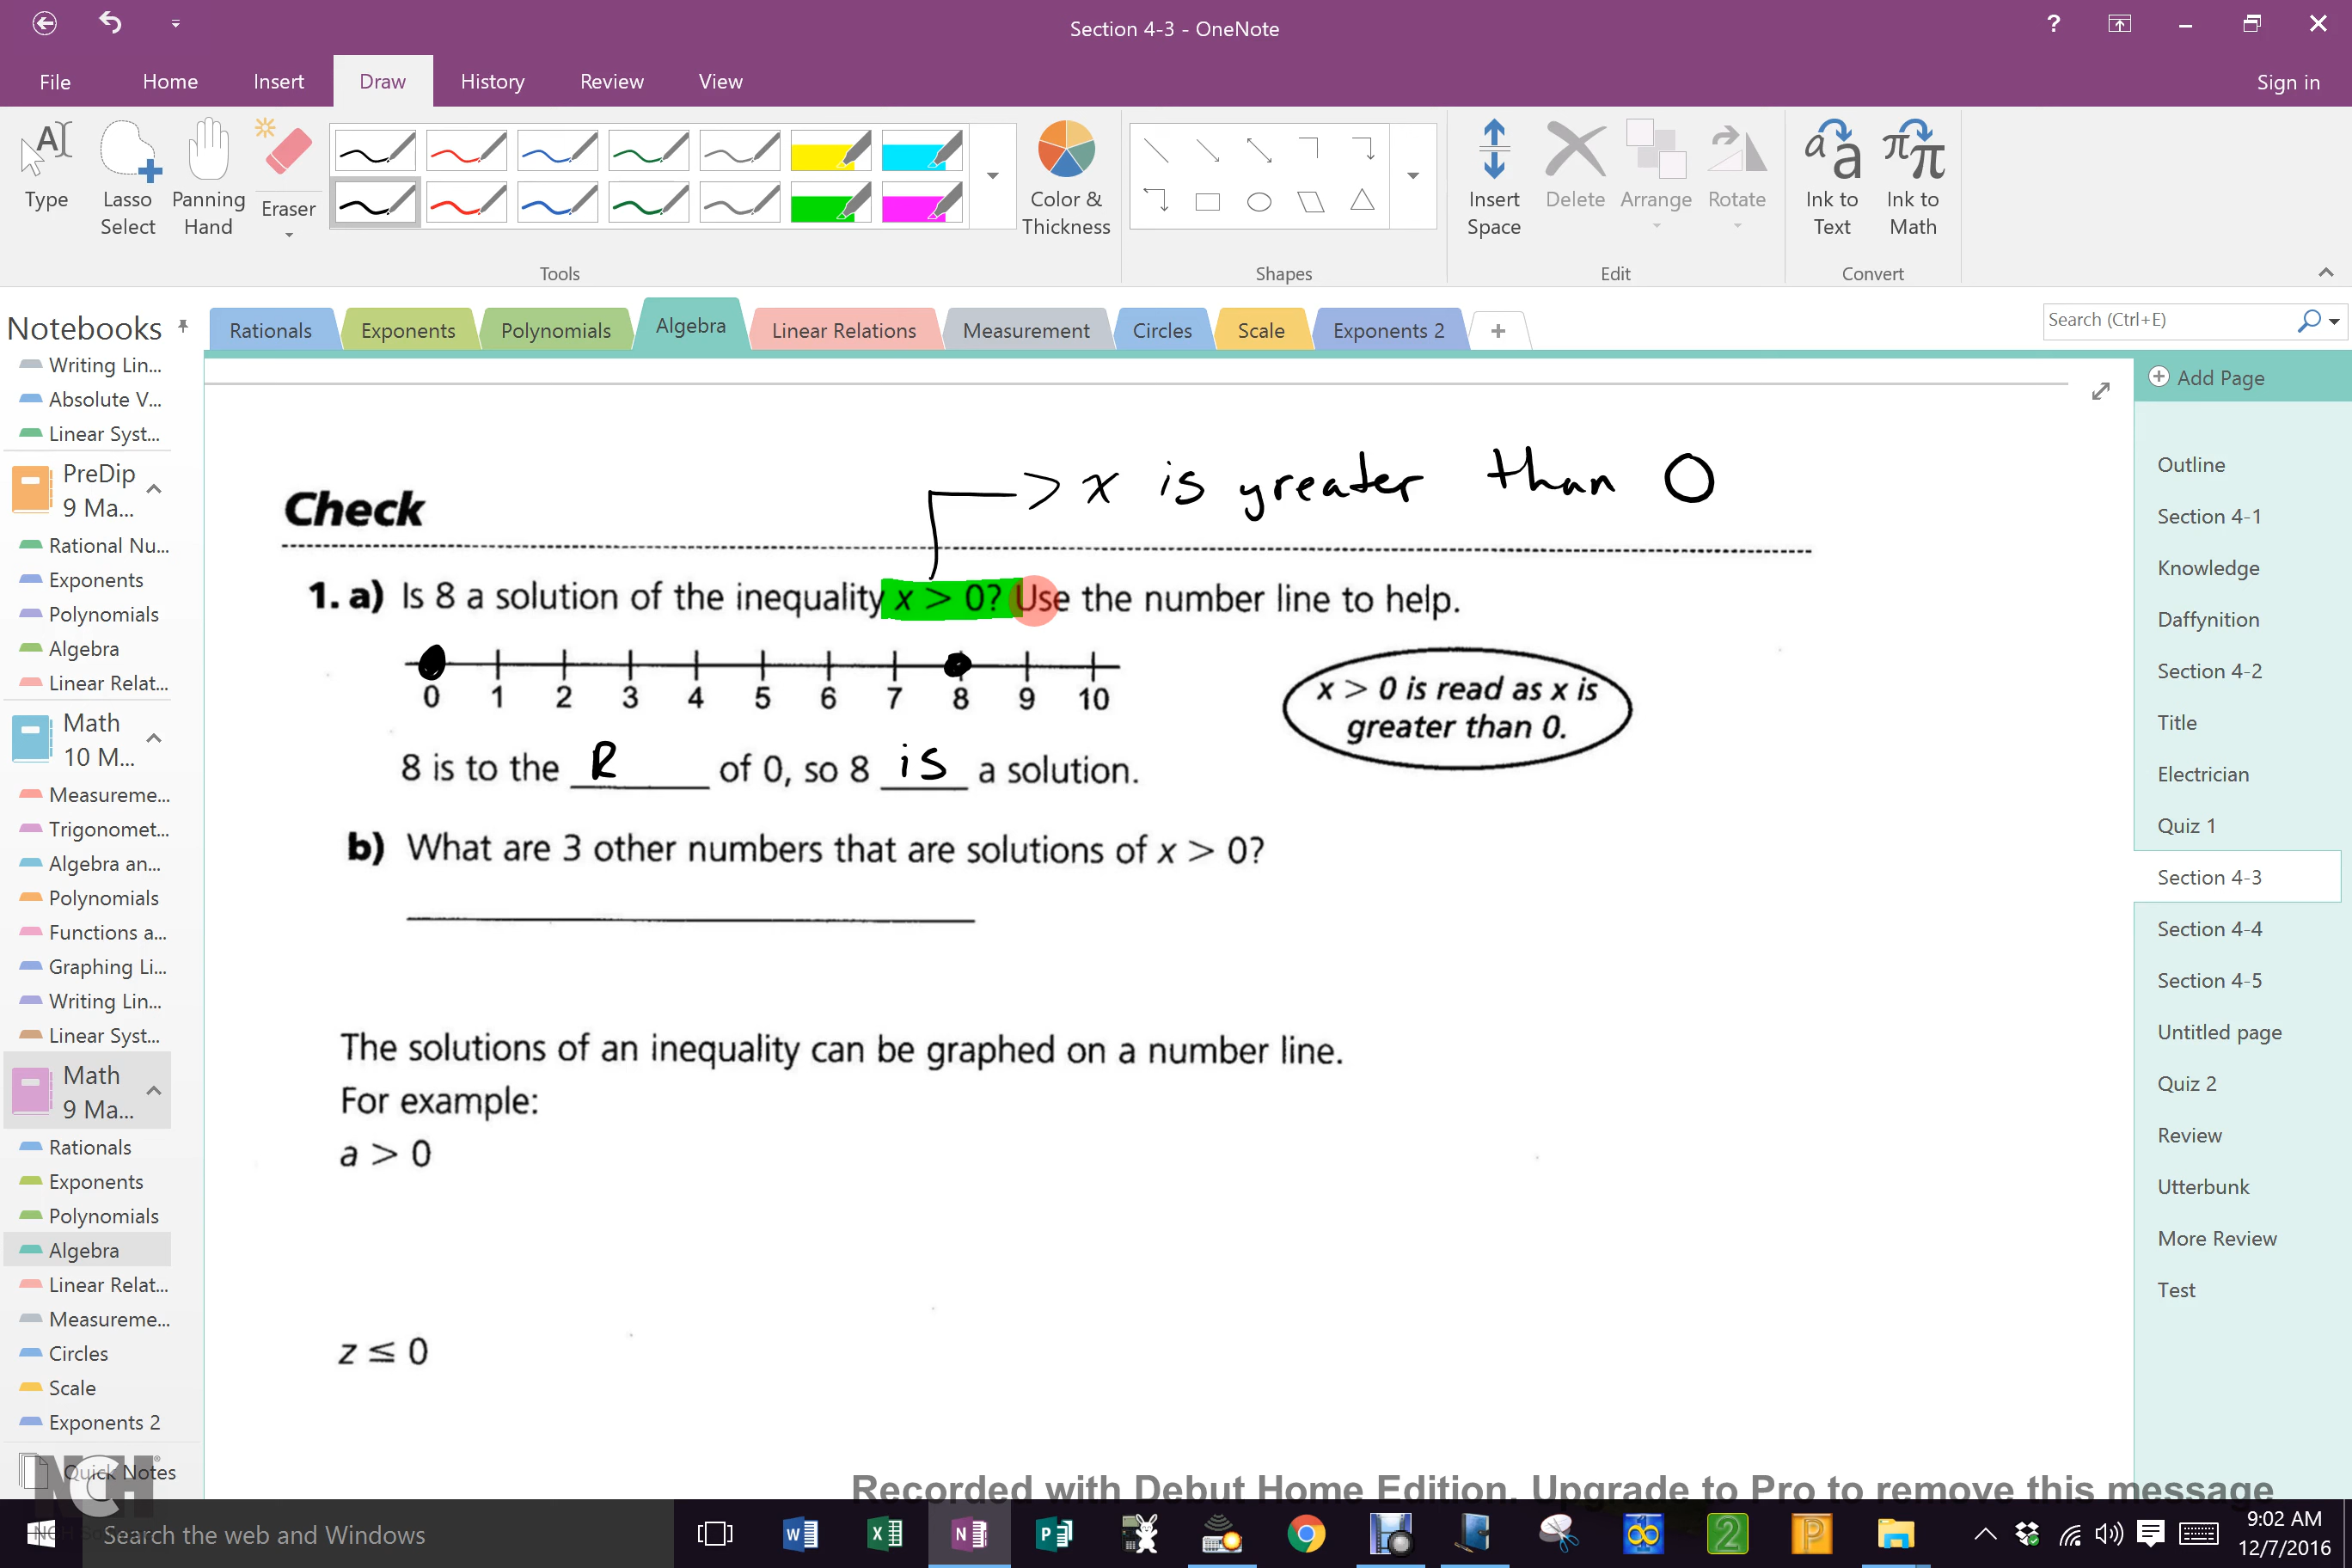 Section 4-3 - OneNote
?
File Home Insert Draw History Review View Sign in
Type
Lasso Select
Panning Hand
Eraser
Color & Thickness
Insert Space
Delete
Arrange
Rotate
Ink to Text
Ink to Math
Tools Shapes Edit Convert
Notebooks
Rationals Exponents Polynomials Algebra Linear Relations Measurement Circles Scale Exponents 2 +
Search (Ctrl+E)
Writing Lin...
Absolute V...
Linear Syst...
PreDip
9 Ma...
Rational Nu...
Exponents
Polynomials
Algebra
Linear Relat...
Math
10 M...
Measureme...
Trigonomet...
Algebra an...
Polynomials
Functions a...
Graphing Li...
Writing Lin...
Linear Syst...
Math
9 Ma...
Rationals
Exponents
Polynomials
Algebra
Linear Relat...
Measureme...
Circles
Scale
Exponents 2
Quick Notes
x is greater than 0
Check
1. a) Is 8 a solution of the inequality x > 0? Use the number line to help.
0 1 2 3 4 5 6 7 8 9 10
x > 0 is read as x is
greater than 0.
8 is to the R of 0, so 8 is a solution.
b) What are 3 other numbers that are solutions of x > 0?
The solutions of an inequality can be graphed on a number line.
For example:
a > 0
z ≤ 0
Add Page
Outline
Section 4-1
Knowledge
Daffynition
Section 4-2
Title
Electrician
Quiz 1
Section 4-3
Section 4-4
Section 4-5
Untitled page
Quiz 2
Review
Utterbunk
More Review
Test
NCH
Recorded with Debut Home Edition. Upgrade to Pro to remove this message
Search the web and Windows
9:02 AM
12/7/2016